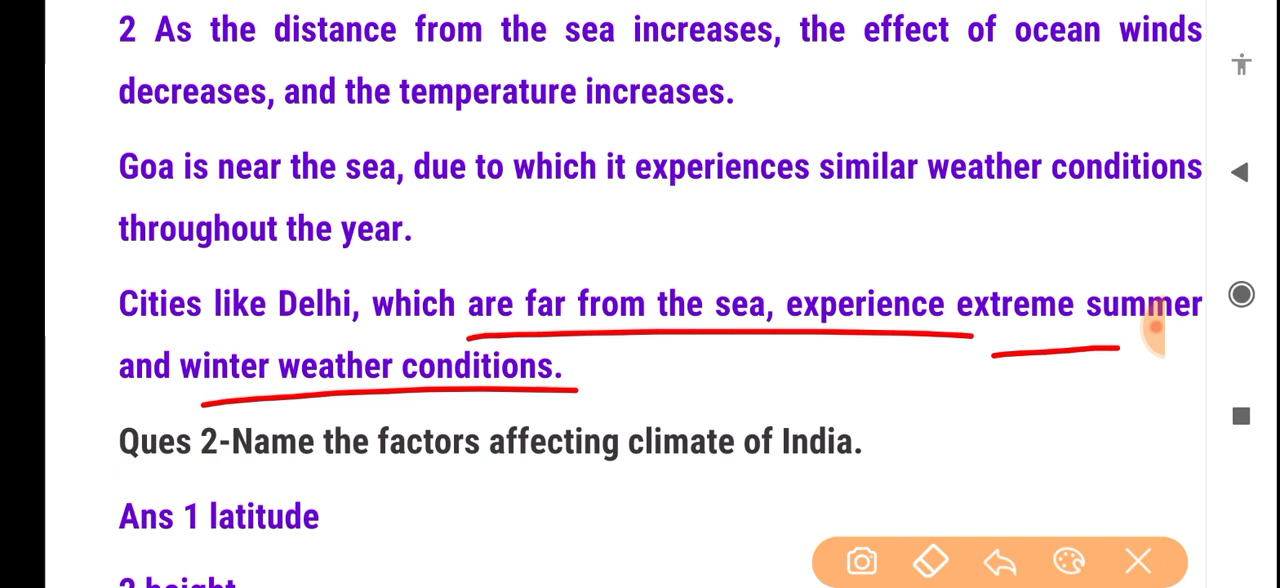 2 As the distance from the sea increases, the effect of ocean winds
decreases, and the temperature increases.
Goa is near the sea, due to which it experiences similar weather conditions
throughout the year.
Cities like Delhi, which are far from the sea, experience extreme summer
and winter weather conditions.
Ques 2-Name the factors affecting climate of India.
Ans 1 latitude
2 height